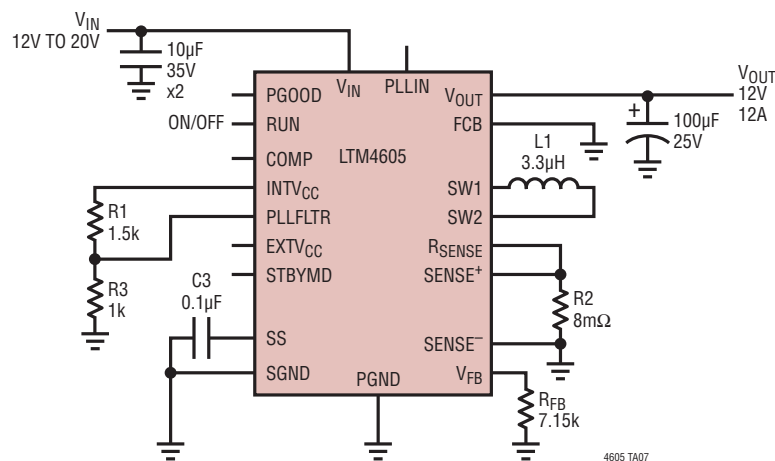 VIN
12V TO 20V
10µF
35V
x2
VIN
PLLIN
PGOOD
RUN
ON/OFF
COMP
LTM4605
INTVCC
PLLFLTR
EXTVCC
STBYMD
SS
SGND
PGND
VOUT
FCB
SW1
SW2
RSENSE
SENSE+
SENSE–
VFB
R1
1.5k
R3
1k
C3
0.1µF
L1
3.3µH
+
100µF
25V
VOUT
12V
12A
R2
8mΩ
RFB
7.15k
4605 TA07